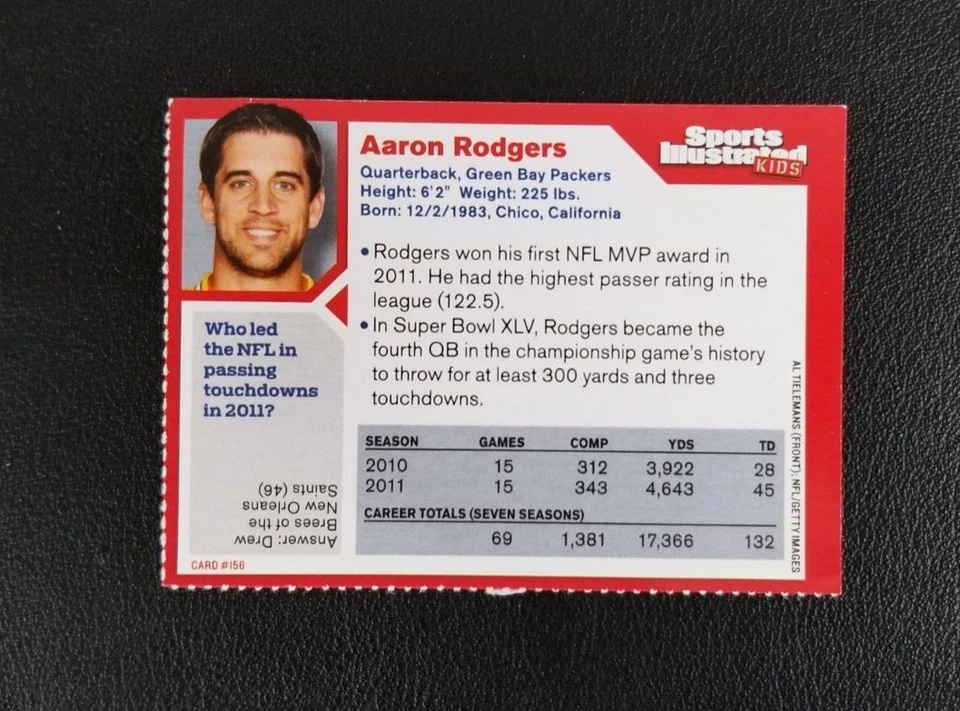 Sports
Illustrated
KIDS
Aaron Rodgers
Quarterback, Green Bay Packers
Height: 6'2" Weight: 225 lbs.
Born: 12/2/1983, Chico, California
• Rodgers won his first NFL MVP award in
2011. He had the highest passer rating in the
league (122.5).
• In Super Bowl XLV, Rodgers became the
fourth QB in the championship game's history
to throw for at least 300 yards and three
touchdowns.
Who led
the NFL in
passing
touchdowns
in 2011?
Answer: Drew
Brees of the
New Orleans
Saints (46)
SEASON GAMES COMP YDS TD
2010 15 312 3,922 28
2011 15 343 4,643 45
CAREER TOTALS (SEVEN SEASONS)
69 1,381 17,366 132
CARD #156
AL TIELEMANS (FRONT); NFL/GETTY IMAGES